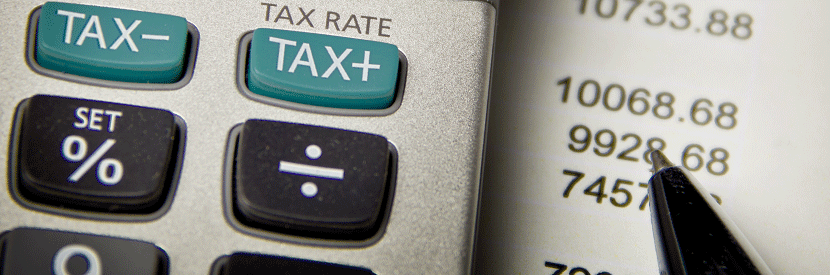 TAX RATE
TAX− TAX+
SET
%
÷
10733.88
10068.68
9928.68